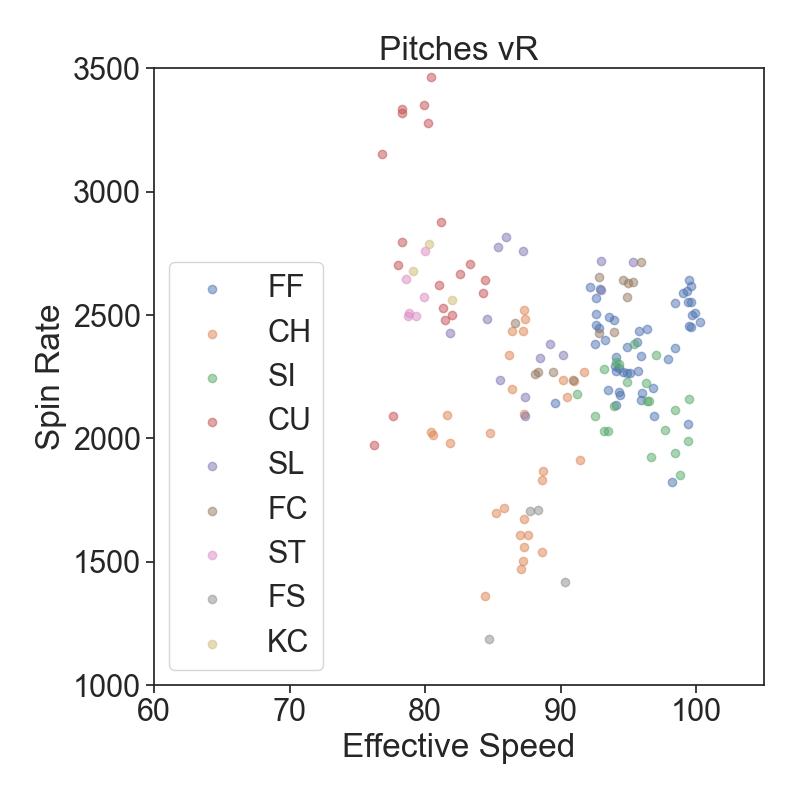 Pitches vR
3500
3000
2500
2000
1500
1000
Spin Rate
FF
CH
SI
CU
SL
FC
ST
FS
KC
60 70 80 90 100
Effective Speed